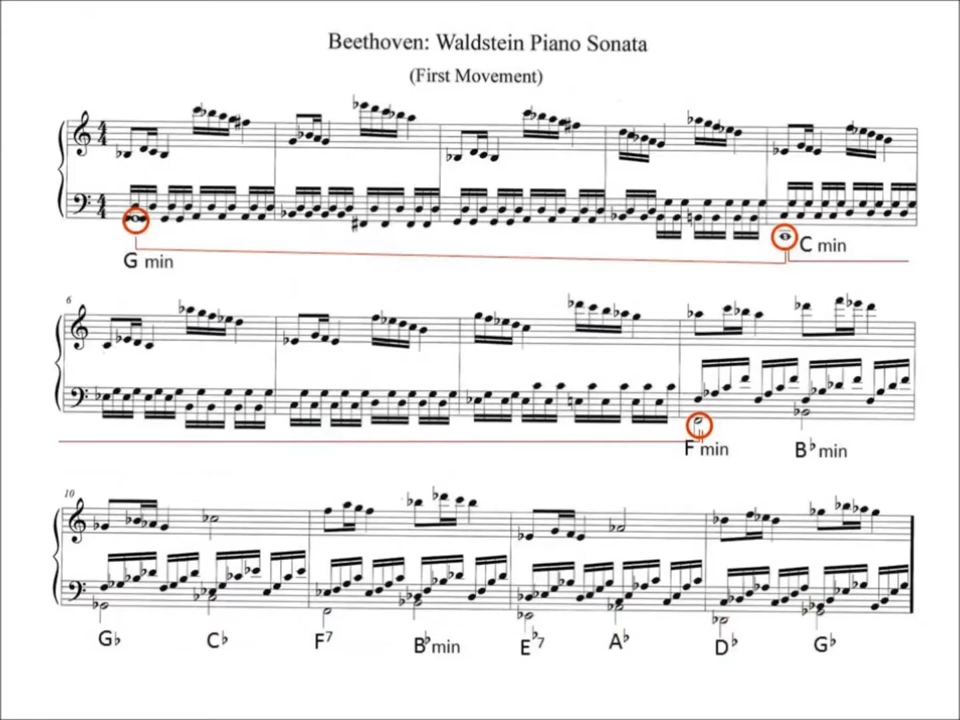 Beethoven: Waldstein Piano Sonata
(First Movement)
G min
C min
6
F min
B♭min
10
G♭
C♭
F7
B♭min
E♭7
A♭
D♭
G♭